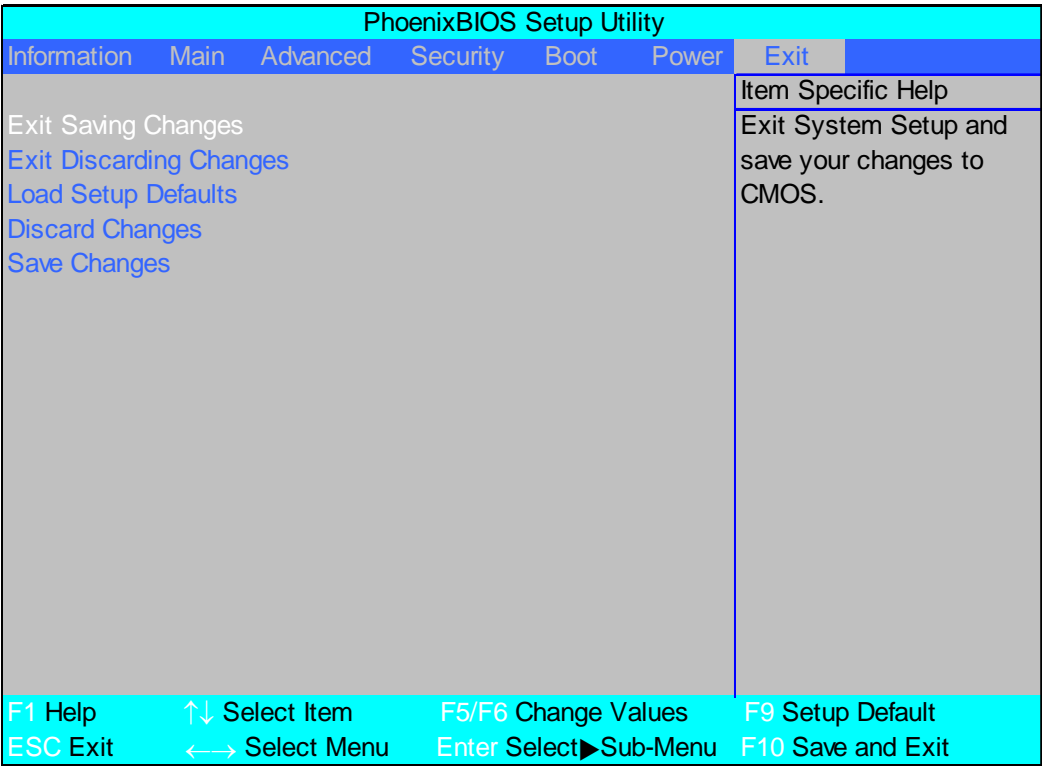 PhoenixBIOS Setup Utility
Information Main Advanced Security Boot Power Exit
Item Specific Help
Exit Saving Changes
Exit Discarding Changes
Load Setup Defaults
Discard Changes
Save Changes
Exit System Setup and
save your changes to
CMOS.
F1 Help ↑↓ Select Item F5/F6 Change Values F9 Setup Default
ESC Exit ←→ Select Menu Enter Select▶Sub-Menu F10 Save and Exit